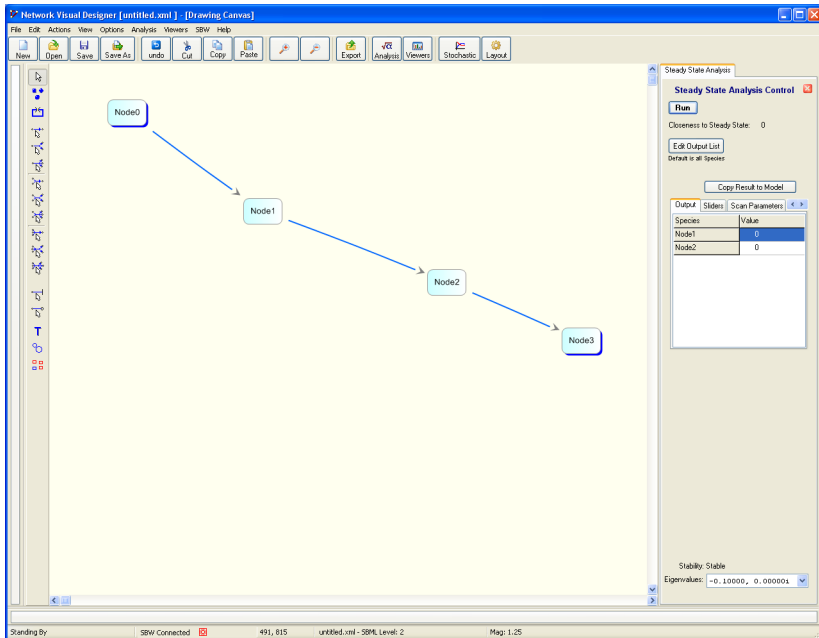 Network Visual Designer [untitled.xml ] - [Drawing Canvas]
File Edit Actions View Options Analysis Viewers SBW Help
New Open Save Save As undo Cut Copy Paste Export √α Analysis Viewers Stochastic Layout
Steady State Analysis
Steady State Analysis Control
Run
Closeness to Steady State: 0
Edit Output List
Default is all Species
Copy Result to Model
Output Sliders Scan Parameters
Species Value
Node1 0
Node2 0
Node0
Node1
Node2
Node3
T
Stability: Stable
Eigenvalues: -0.10000, 0.00000i
Standing By SBW Connected 491, 815 untitled.xml - SBML Level: 2 Mag: 1.25